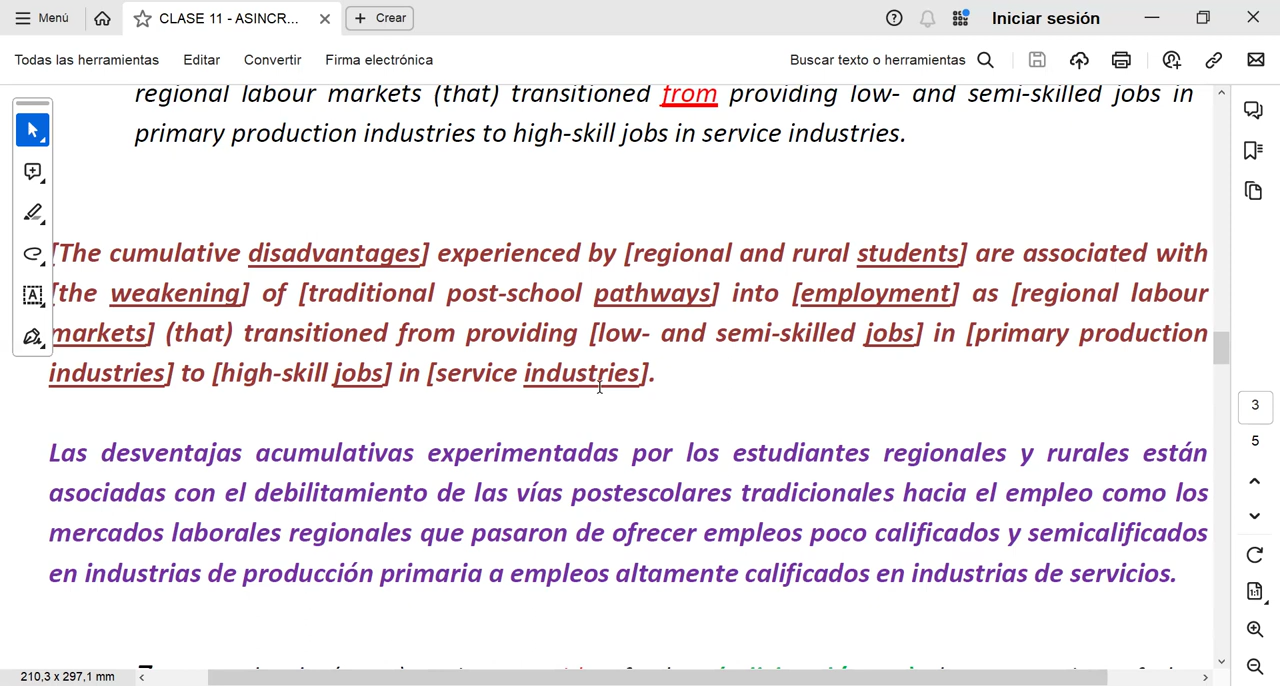 Menú
CLASE 11 - ASINCR...
Crear
Iniciar sesión
Todas las herramientas Editar Convertir Firma electrónica Buscar texto o herramientas
regional labour markets (that) transitioned from providing low- and semi-skilled jobs in
primary production industries to high-skill jobs in service industries.
[The cumulative disadvantages] experienced by [regional and rural students] are associated with
[the weakening] of [traditional post-school pathways] into [employment] as [regional labour
markets] (that) transitioned from providing [low- and semi-skilled jobs] in [primary production
industries] to [high-skill jobs] in [service industries].
Las desventajas acumulativas experimentadas por los estudiantes regionales y rurales están
asociadas con el debilitamiento de las vías postescolares tradicionales hacia el empleo como los
mercados laborales regionales que pasaron de ofrecer empleos poco calificados y semicalificados
en industrias de producción primaria a empleos altamente calificados en industrias de servicios.
3
5
210,3 x 297,1 mm